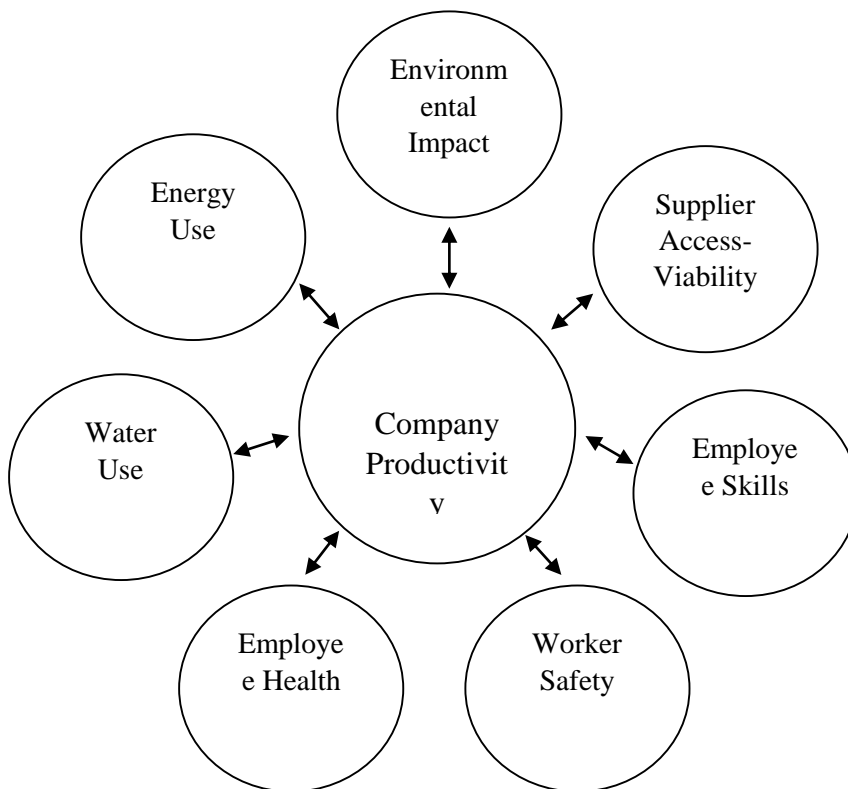 Environm
ental
Impact
Energy
Use
Supplier
Access-
Viability
Company
Productivit
y
Water
Use
Employe
e Skills
Employe
e Health
Worker
Safety